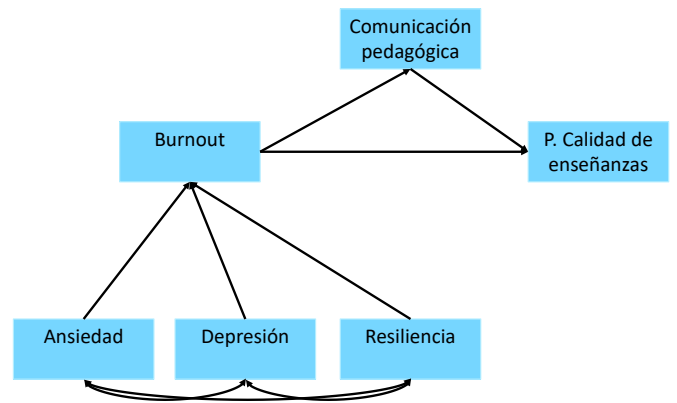 Comunicación
pedagógica
Burnout
P. Calidad de
enseñanzas
Ansiedad
Depresión
Resiliencia